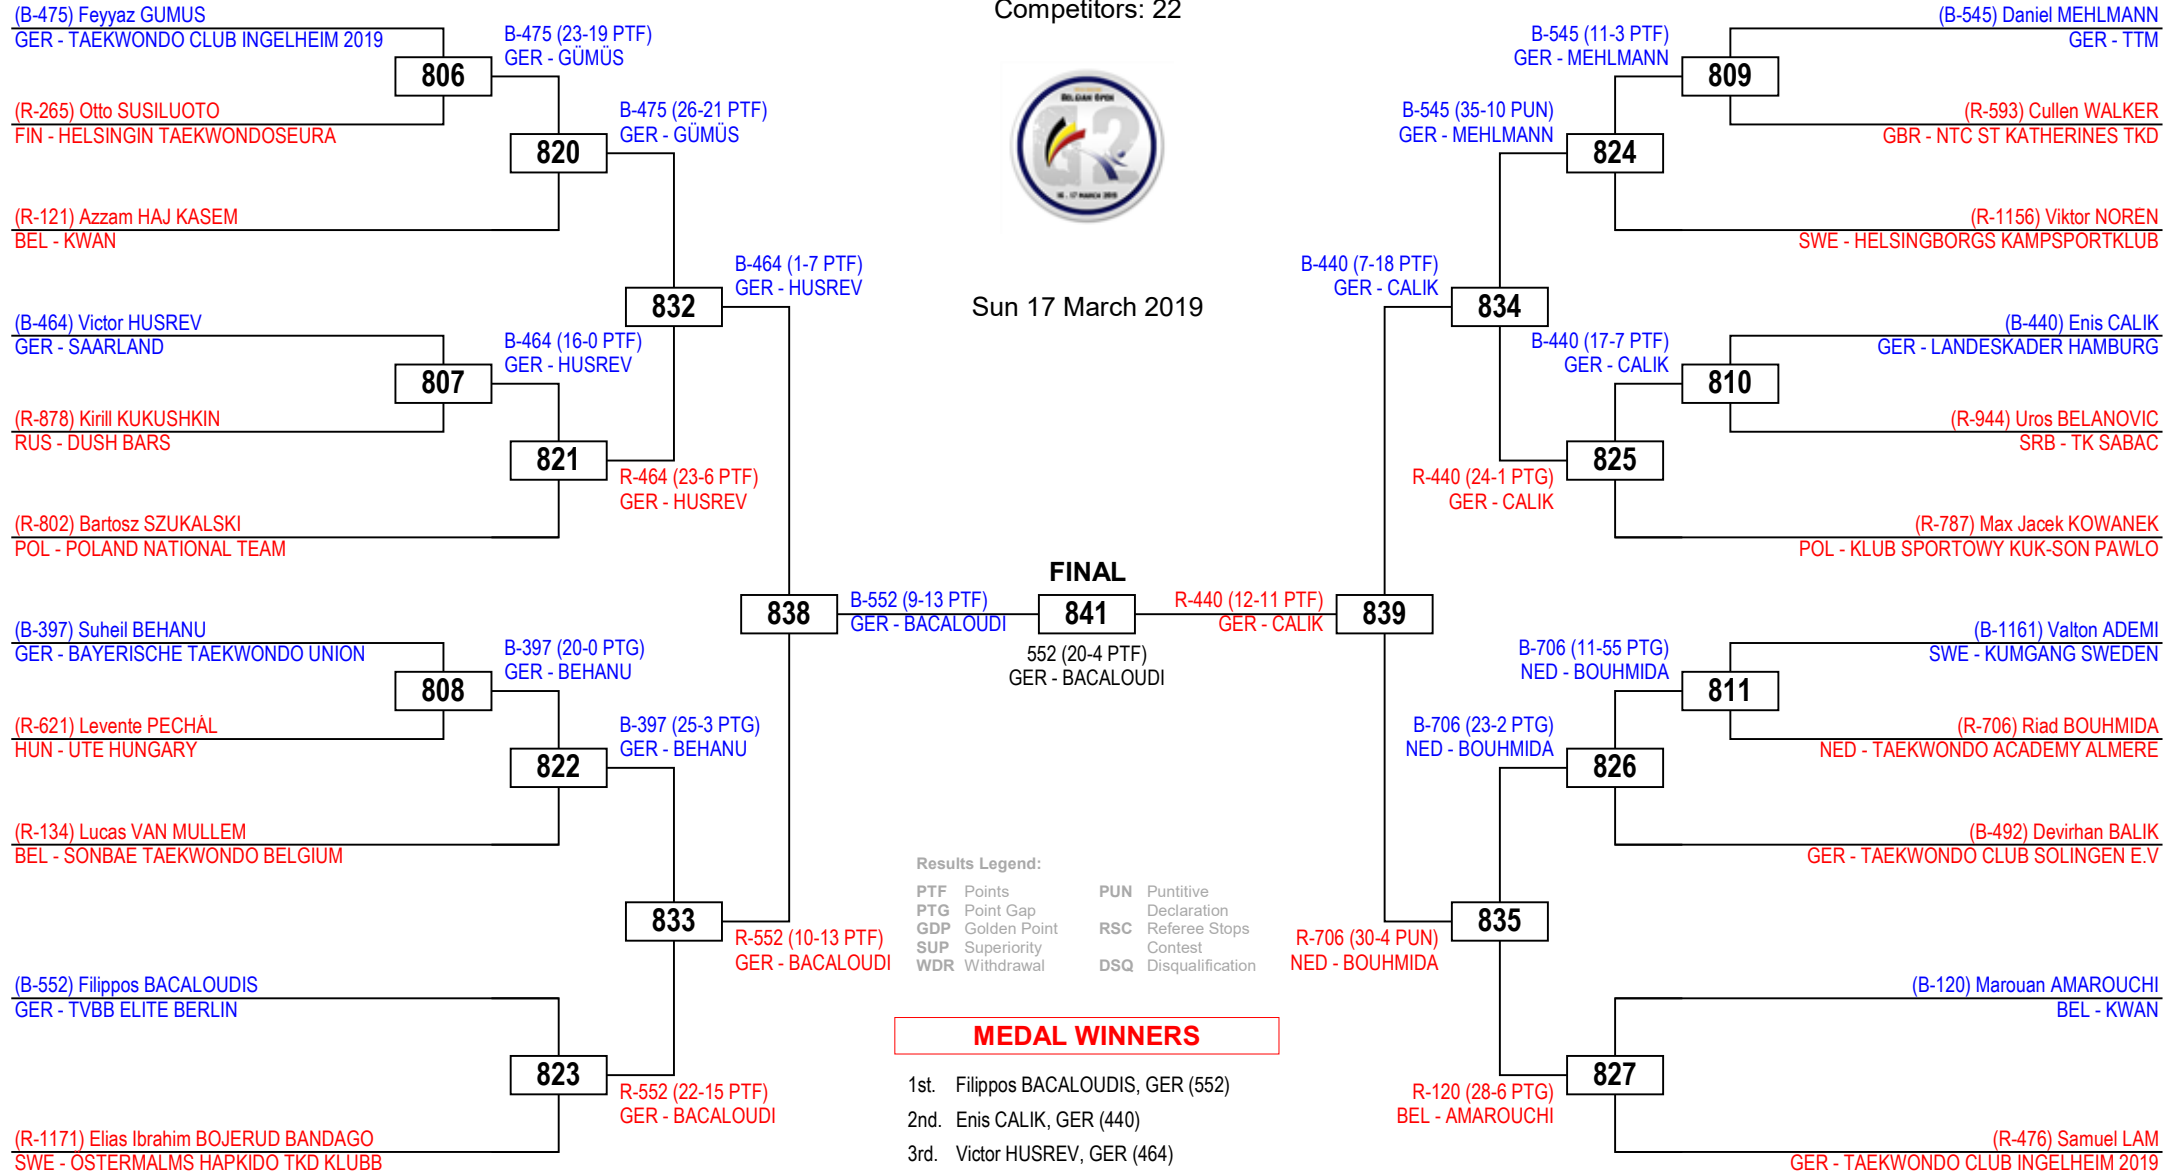 Competitors: 22
BELGIAN OPEN
G2
16 - 17 MARCH 2019
Sun 17 March 2019
(B-475) Feyyaz GUMUS
GER - TAEKWONDO CLUB INGELHEIM 2019
806
(R-265) Otto SUSILUOTO
FIN - HELSINGIN TAEKWONDOSEURA
B-475 (23-19 PTF)
GER - GÜMÜS
820
(R-121) Azzam HAJ KASEM
BEL - KWAN
B-475 (26-21 PTF)
GER - GÜMÜS
832
(B-464) Victor HUSREV
GER - SAARLAND
807
(R-878) Kirill KUKUSHKIN
RUS - DUSH BARS
B-464 (16-0 PTF)
GER - HUSREV
821
(R-802) Bartosz SZUKALSKI
POL - POLAND NATIONAL TEAM
R-464 (23-6 PTF)
GER - HUSREV
B-464 (1-7 PTF)
GER - HUSREV
838
(B-397) Suheil BEHANU
GER - BAYERISCHE TAEKWONDO UNION
808
(R-621) Levente PECHÁL
HUN - UTE HUNGARY
B-397 (20-0 PTG)
GER - BEHANU
822
(R-134) Lucas VAN MULLEM
BEL - SONBAE TAEKWONDO BELGIUM
B-397 (25-3 PTG)
GER - BEHANU
833
(B-552) Filippos BACALOUDIS
GER - TVBB ELITE BERLIN
823
(R-1171) Elias Ibrahim BOJERUD BANDAGO
SWE - ÖSTERMALMS HAPKIDO TKD KLUBB
R-552 (22-15 PTF)
GER - BACALOUDI
R-552 (10-13 PTF)
GER - BACALOUDI
B-552 (9-13 PTF)
GER - BACALOUDI
FINAL
841
552 (20-4 PTF)
GER - BACALOUDI
R-440 (12-11 PTF)
GER - CALIK
839
(B-545) Daniel MEHLMANN
GER - TTM
809
(R-593) Cullen WALKER
GBR - NTC ST KATHERINES TKD
B-545 (11-3 PTF)
GER - MEHLMANN
824
(R-1156) Viktor NORÉN
SWE - HELSINGBORGS KAMPSPORTKLUB
B-545 (35-10 PUN)
GER - MEHLMANN
834
(B-440) Enis CALIK
GER - LANDESKADER HAMBURG
810
(R-944) Uros BELANOVIC
SRB - TK SABAC
B-440 (17-7 PTF)
GER - CALIK
825
(R-787) Max Jacek KOWANEK
POL - KLUB SPORTOWY KUK-SON PAWLO
R-440 (24-1 PTG)
GER - CALIK
B-440 (7-18 PTF)
GER - CALIK
(B-1161) Valton ADEMI
SWE - KUMGANG SWEDEN
811
(R-706) Riad BOUHMIDA
NED - TAEKWONDO ACADEMY ALMERE
B-706 (11-55 PTG)
NED - BOUHMIDA
826
(B-492) Devirhan BALIK
GER - TAEKWONDO CLUB SOLINGEN E.V
B-706 (23-2 PTG)
NED - BOUHMIDA
835
(B-120) Marouan AMAROUCHI
BEL - KWAN
827
(R-476) Samuel LAM
GER - TAEKWONDO CLUB INGELHEIM 2019
R-120 (28-6 PTG)
BEL - AMAROUCHI
R-706 (30-4 PUN)
NED - BOUHMIDA
Results Legend:
PTF Points
PTG Point Gap
GDP Golden Point
SUP Superiority
WDR Withdrawal
PUN Puntitive
Declaration
RSC Referee Stops
Contest
DSQ Disqualification
MEDAL WINNERS
1st. Filippos BACALOUDIS, GER (552)
2nd. Enis CALIK, GER (440)
3rd. Victor HUSREV, GER (464)